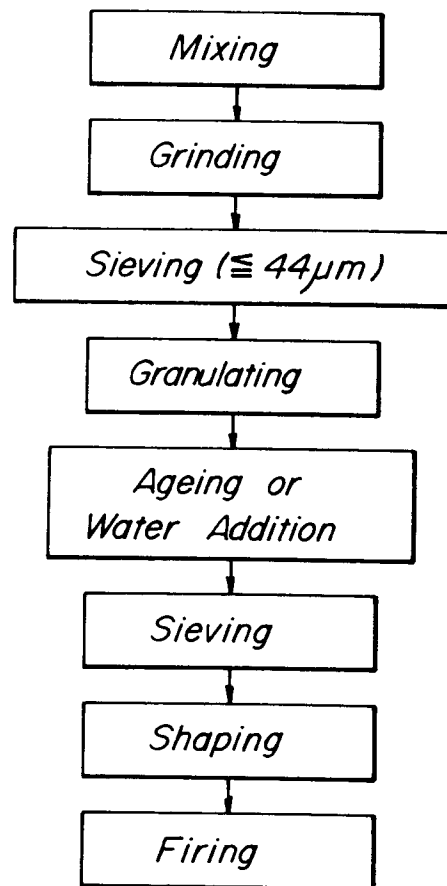 Mixing
Grinding
Sieving (≦ 44μm)
Granulating
Ageing or
Water Addition
Sieving
Shaping
Firing